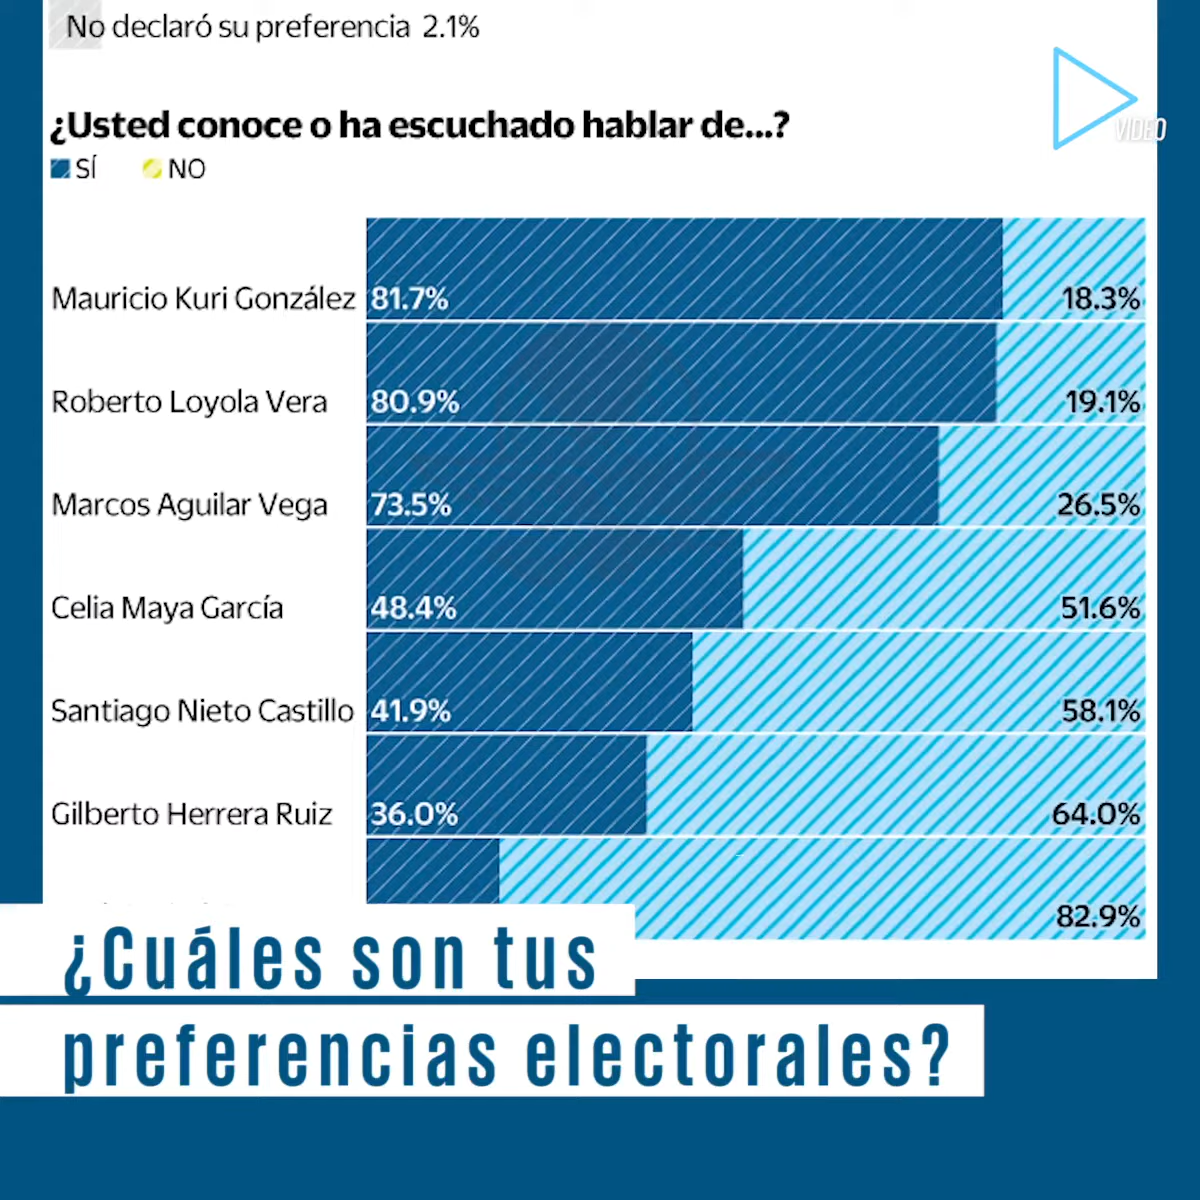 No declaró su preferencia 2.1%
VIDEO
¿Usted conoce o ha escuchado hablar de...?
SÍ NO
Mauricio Kuri González 81.7% 18.3%
Roberto Loyola Vera 80.9% 19.1%
Marcos Aguilar Vega 73.5% 26.5%
Celia Maya García 48.4% 51.6%
Santiago Nieto Castillo 41.9% 58.1%
Gilberto Herrera Ruiz 36.0% 64.0%
82.9%
¿Cuáles son tus
preferencias electorales?